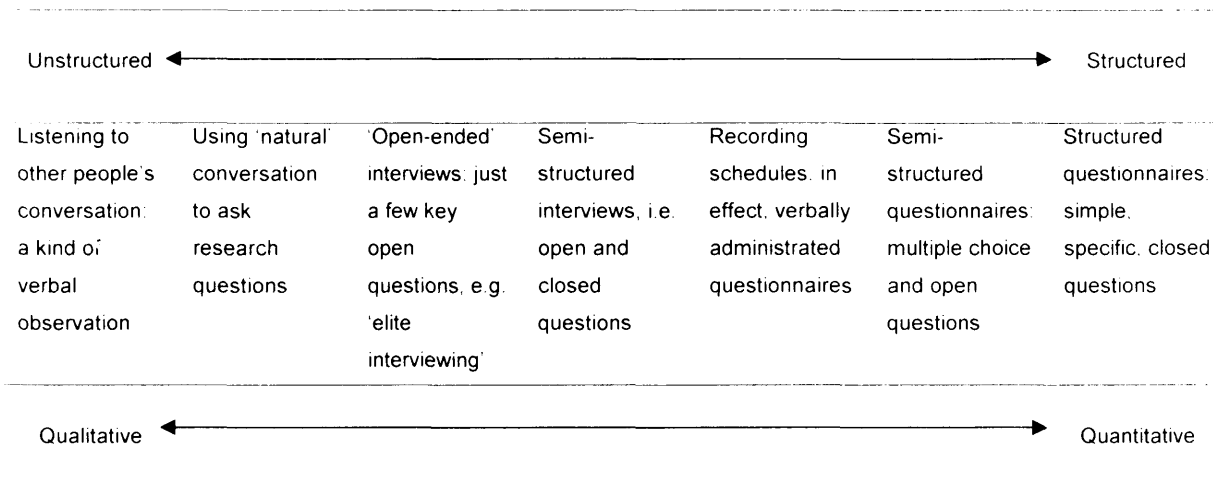 Unstructured Structured
Listening to
other people's
conversation:
a kind of
verbal
observation
Using 'natural'
conversation
to ask
research
questions
'Open-ended'
interviews: just
a few key
open
questions, e.g.
'elite
interviewing'
Semi-
structured
interviews, i.e.
open and
closed
questions
Recording
schedules. in
effect, verbally
administrated
questionnaires
Semi-
structured
questionnaires:
multiple choice
and open
questions
Structured
questionnaires:
simple,
specific, closed
questions
Qualitative Quantitative